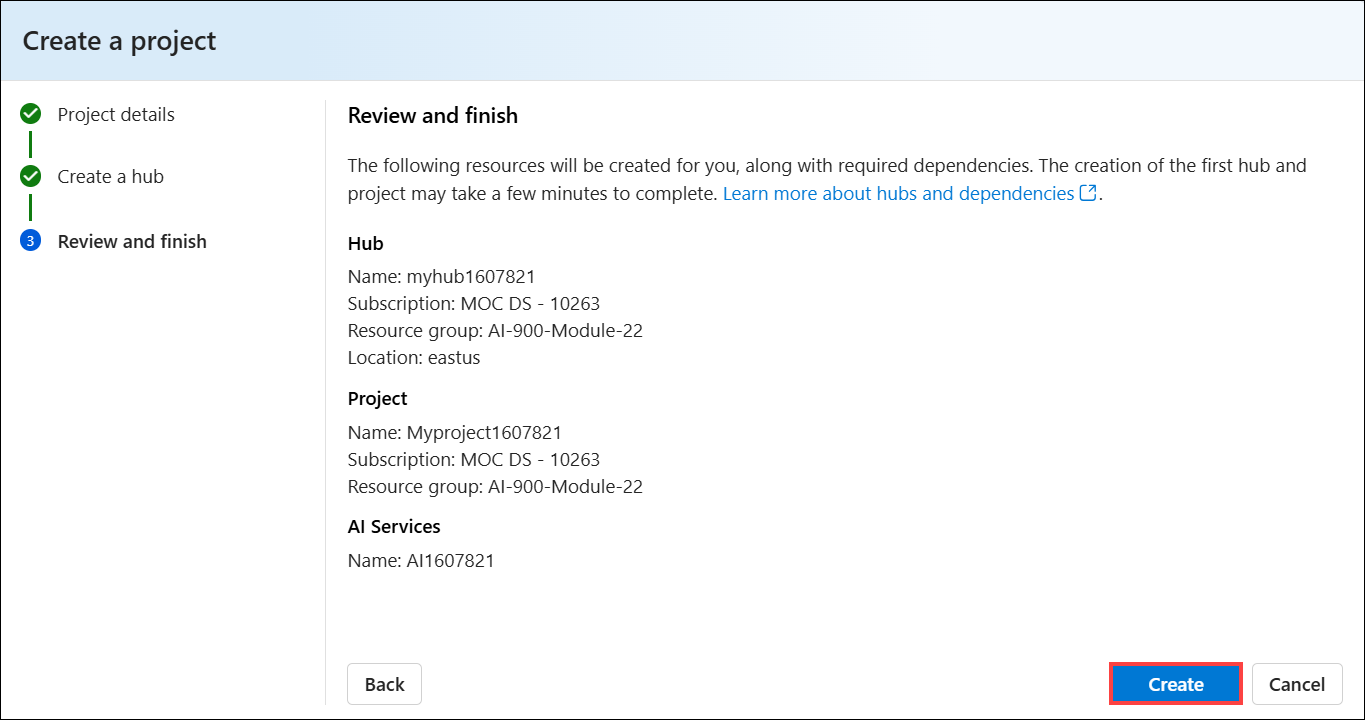 Create a project
Project details
Create a hub
3 Review and finish
Review and finish
The following resources will be created for you, along with required dependencies. The creation of the first hub and
project may take a few minutes to complete. Learn more about hubs and dependencies.
Hub
Name: myhub1607821
Subscription: MOC DS - 10263
Resource group: AI-900-Module-22
Location: eastus
Project
Name: Myproject1607821
Subscription: MOC DS - 10263
Resource group: AI-900-Module-22
AI Services
Name: AI1607821
Back
Create
Cancel